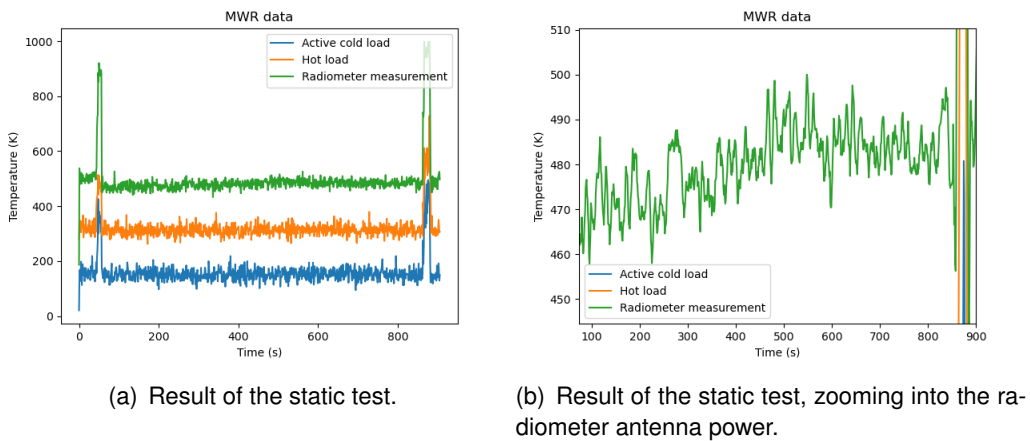 MWR data
1000
800
600
400
200
0
Temperature (K)
Active cold load
Hot load
Radiometer measurement
0
200
400
600
800
Time (s)
(a) Result of the static test.
MWR data
510
500
490
480
470
460
450
Temperature (K)
Active cold load
Hot load
Radiometer measurement
100
200
300
400
500
600
700
800
900
Time (s)
(b) Result of the static test, zooming into the ra-
diometer antenna power.